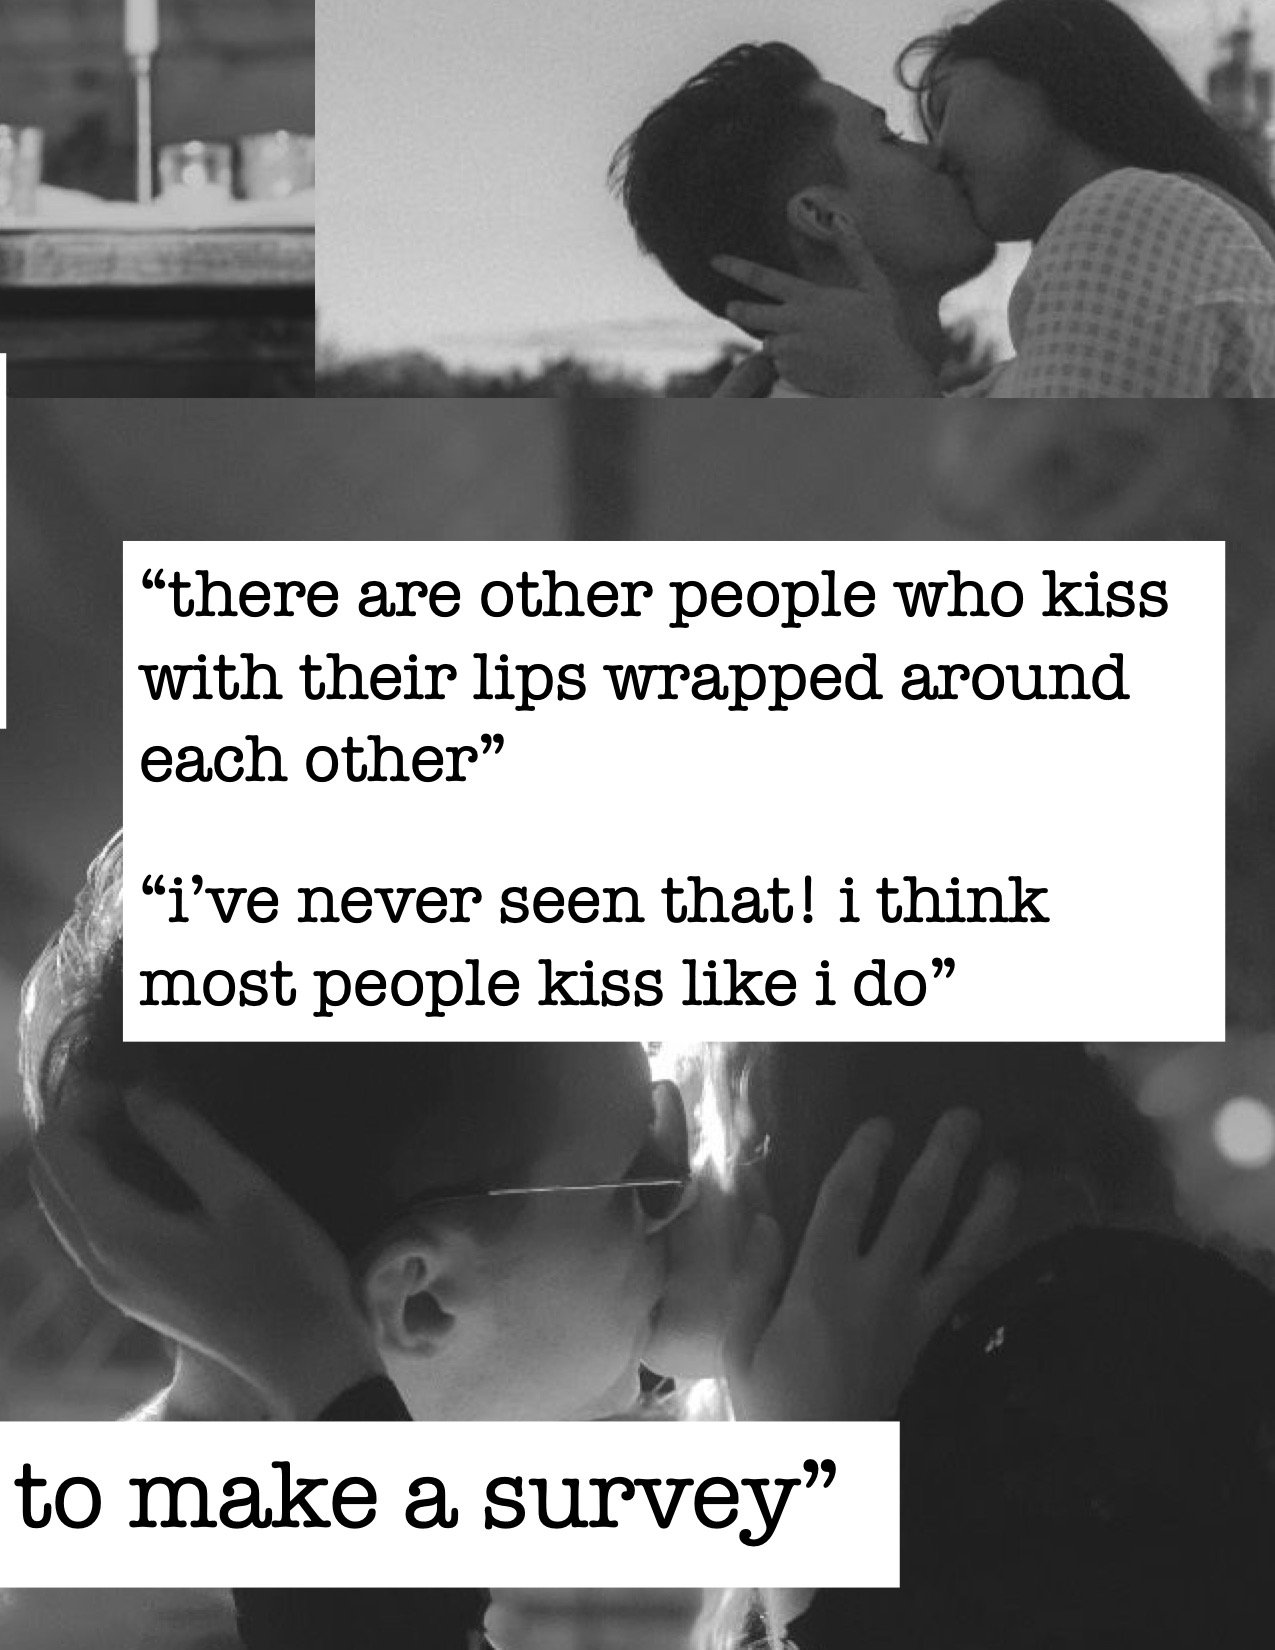 “there are other people who kiss
with their lips wrapped around
each other”
“i’ve never seen that! i think
most people kiss like i do”
to make a survey”